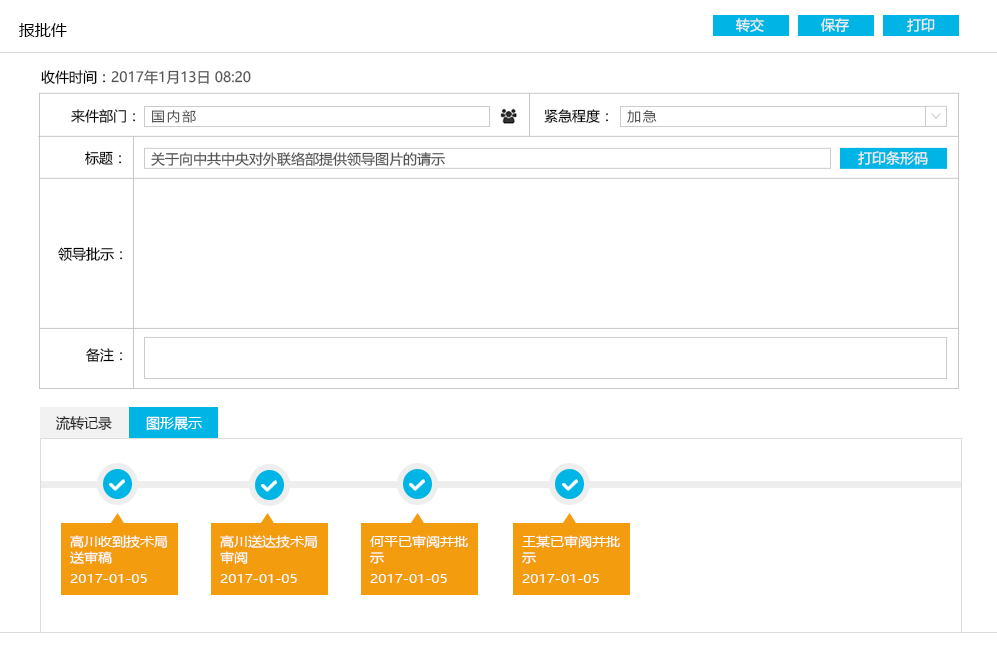 报批件
转交 保存 打印
收件时间：2017年1月13日 08:20
来件部门： 国内部 紧急程度： 加急
标题： 关于向中共中央对外联络部提供领导图片的请示 打印条形码
领导批示：
备注：
流转记录 图形展示
高川收到技术局
送审稿
2017-01-05
高川送达技术局
审阅
2017-01-05
何平已审阅并批
示
2017-01-05
王某已审阅并批
示
2017-01-05